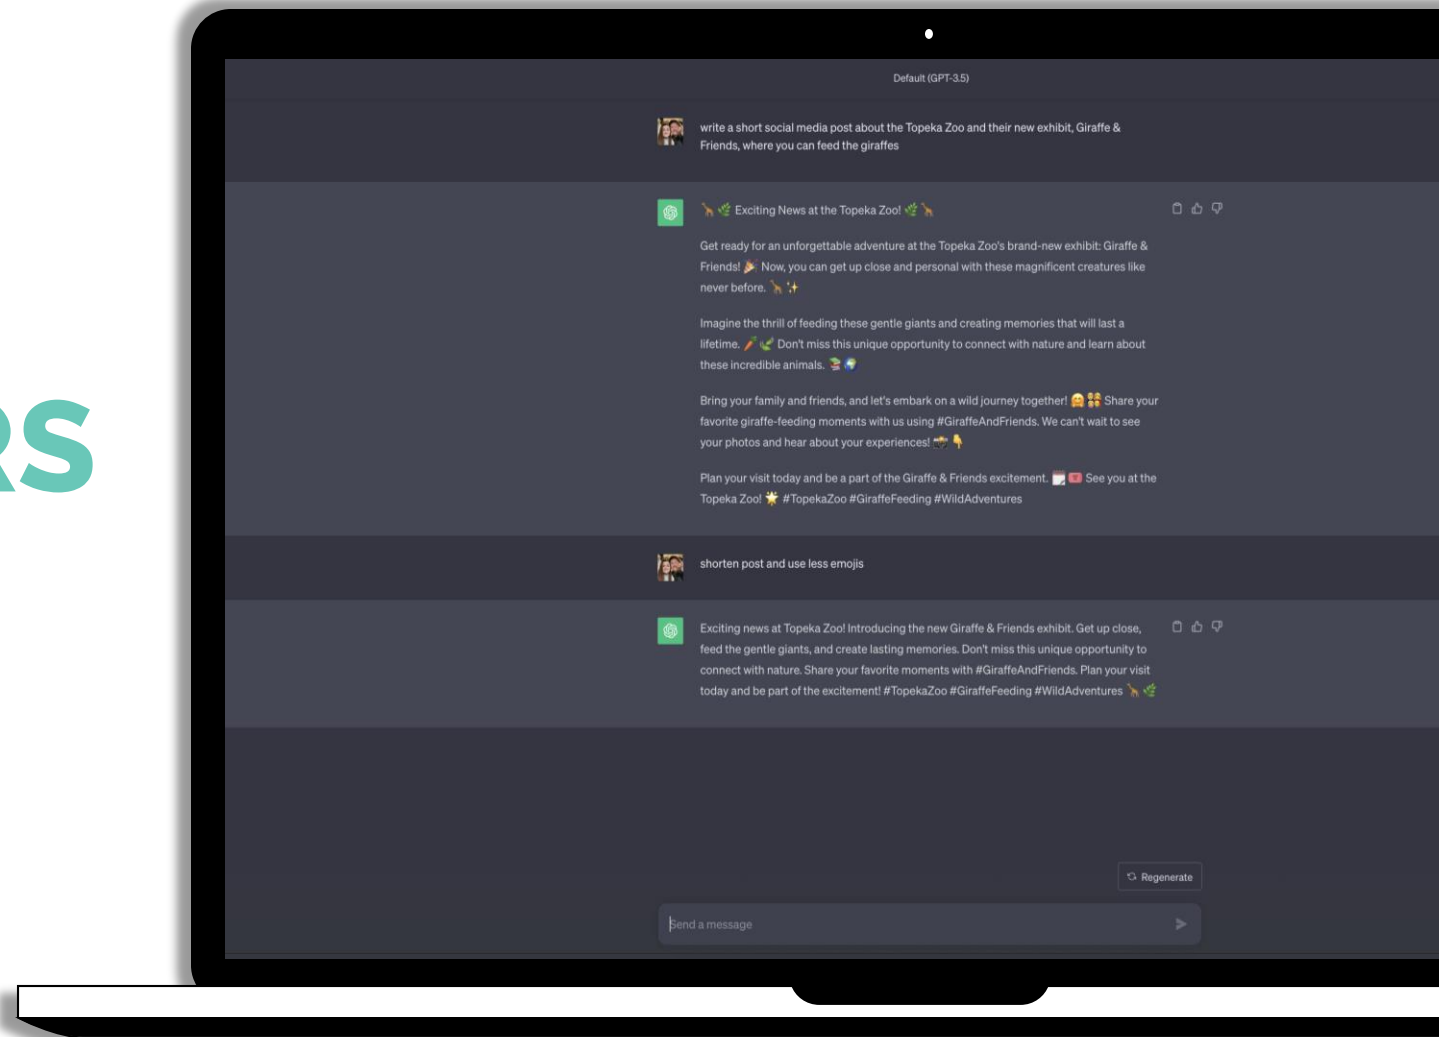 Default (GPT-3.5)
write a short social media post about the Topeka Zoo and their new exhibit, Giraffe &
Friends, where you can feed the giraffes
🦒🌿 Exciting News at the Topeka Zoo! 🌿🦒
Get ready for an unforgettable adventure at the Topeka Zoo's brand-new exhibit: Giraffe &
Friends! 🎉 Now, you can get up close and personal with these magnificent creatures like
never before. 🦒✨
Imagine the thrill of feeding these gentle giants and creating memories that will last a
lifetime. 🥕🌿 Don't miss this unique opportunity to connect with nature and learn about
these incredible animals. 📚🌍
Bring your family and friends, and let's embark on a wild journey together! 🤗👨‍👩‍👧‍👦 Share your
favorite giraffe-feeding moments with us using #GiraffeAndFriends. We can't wait to see
your photos and hear about your experiences! 📸👇
Plan your visit today and be a part of the Giraffe & Friends excitement. 🗓️🎟️ See you at the
Topeka Zoo! 🌟 #TopekaZoo #GiraffeFeeding #WildAdventures
RS
shorten post and use less emojis
Exciting news at Topeka Zoo! Introducing the new Giraffe & Friends exhibit. Get up close,
feed the gentle giants, and create lasting memories. Don't miss this unique opportunity to
connect with nature. Share your favorite moments with #GiraffeAndFriends. Plan your visit
today and be part of the excitement! #TopekaZoo #GiraffeFeeding #WildAdventures 🦒🌿
Regenerate
Send a message